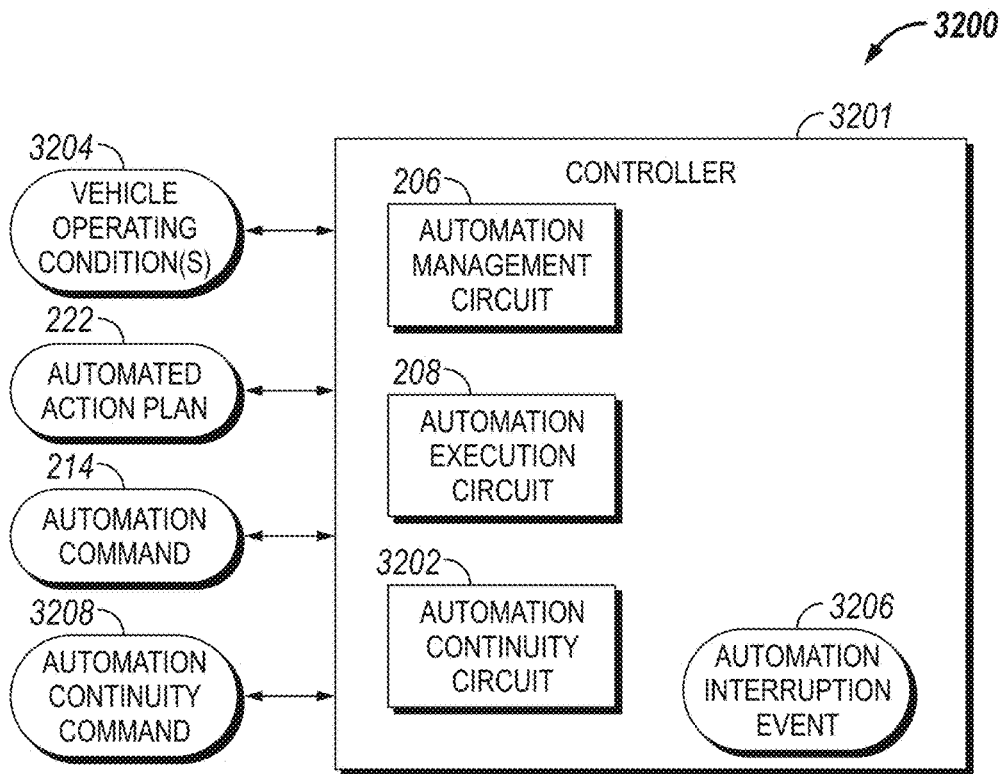 3200
3201
CONTROLLER
3204
VEHICLE
OPERATING
CONDITION(S)
206
AUTOMATION
MANAGEMENT
CIRCUIT
222
AUTOMATED
ACTION PLAN
208
AUTOMATION
EXECUTION
CIRCUIT
214
AUTOMATION
COMMAND
3202
AUTOMATION
CONTINUITY
CIRCUIT
3208
AUTOMATION
CONTINUITY
COMMAND
3206
AUTOMATION
INTERRUPTION
EVENT